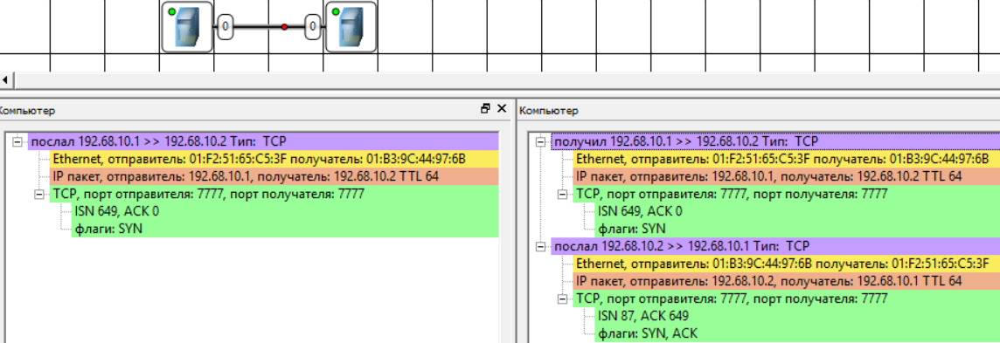 0
0
Компьютер
послал 192.68.10.1 >> 192.68.10.2 Тип: TCP
Ethernet, отправитель: 01:F2:51:65:C5:3F получатель: 01:B3:9C:44:97:6B
IP пакет, отправитель: 192.68.10.1, получатель: 192.68.10.2 TTL 64
TCP, порт отправителя: 7777, порт получателя: 7777
ISN 649, ACK 0
флаги: SYN
Компьютер
получил 192.68.10.1 >> 192.68.10.2 Тип: TCP
Ethernet, отправитель: 01:F2:51:65:C5:3F получатель: 01:B3:9C:44:97:6B
IP пакет, отправитель: 192.68.10.1, получатель: 192.68.10.2 TTL 64
TCP, порт отправителя: 7777, порт получателя: 7777
ISN 649, ACK 0
флаги: SYN
послал 192.68.10.2 >> 192.68.10.1 Тип: TCP
Ethernet, отправитель: 01:B3:9C:44:97:6B получатель: 01:F2:51:65:C5:3F
IP пакет, отправитель: 192.68.10.2, получатель: 192.68.10.1 TTL 64
TCP, порт отправителя: 7777, порт получателя: 7777
ISN 87, ACK 649
флаги: SYN, ACK